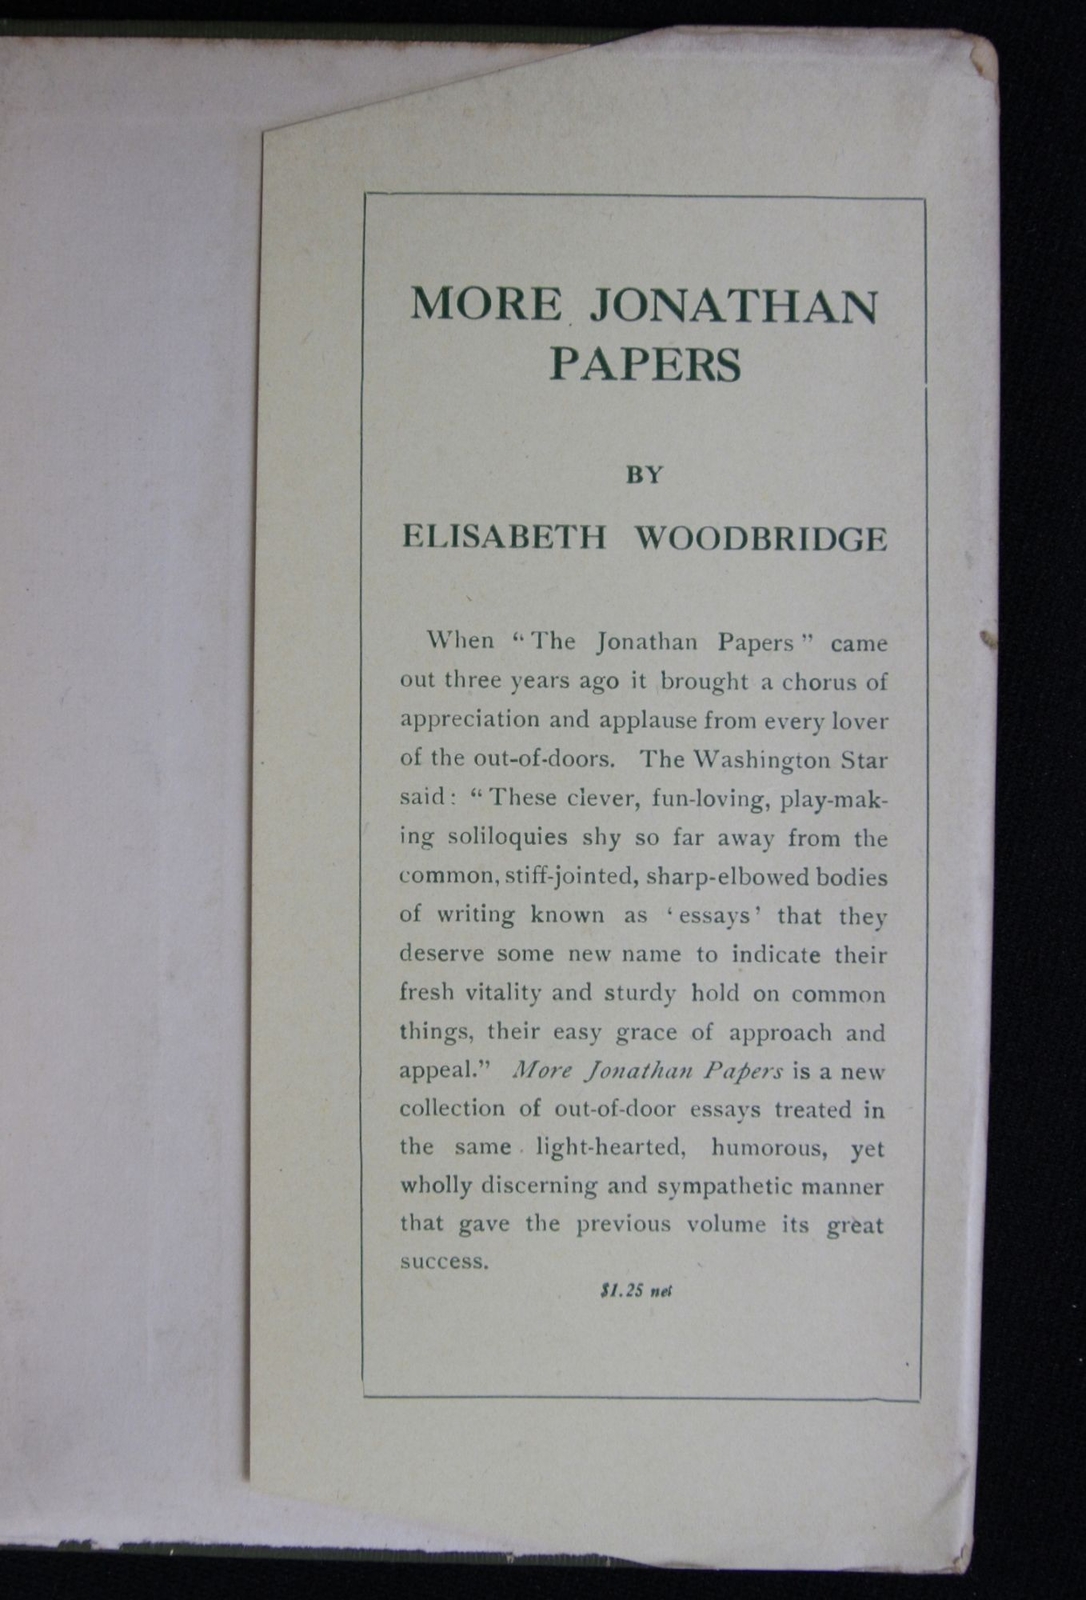 MORE JONATHAN
PAPERS
BY
ELISABETH WOODBRIDGE
When “The Jonathan Papers” came
out three years ago it brought a chorus of
appreciation and applause from every lover
of the out-of-doors. The Washington Star
said: “These clever, fun-loving, play-mak-
ing soliloquies shy so far away from the
common, stiff-jointed, sharp-elbowed bodies
of writing known as ‘essays’ that they
deserve some new name to indicate their
fresh vitality and sturdy hold on common
things, their easy grace of approach and
appeal.” More Jonathan Papers is a new
collection of out-of-door essays treated in
the same light-hearted, humorous, yet
wholly discerning and sympathetic manner
that gave the previous volume its great
success.
$1.25 net